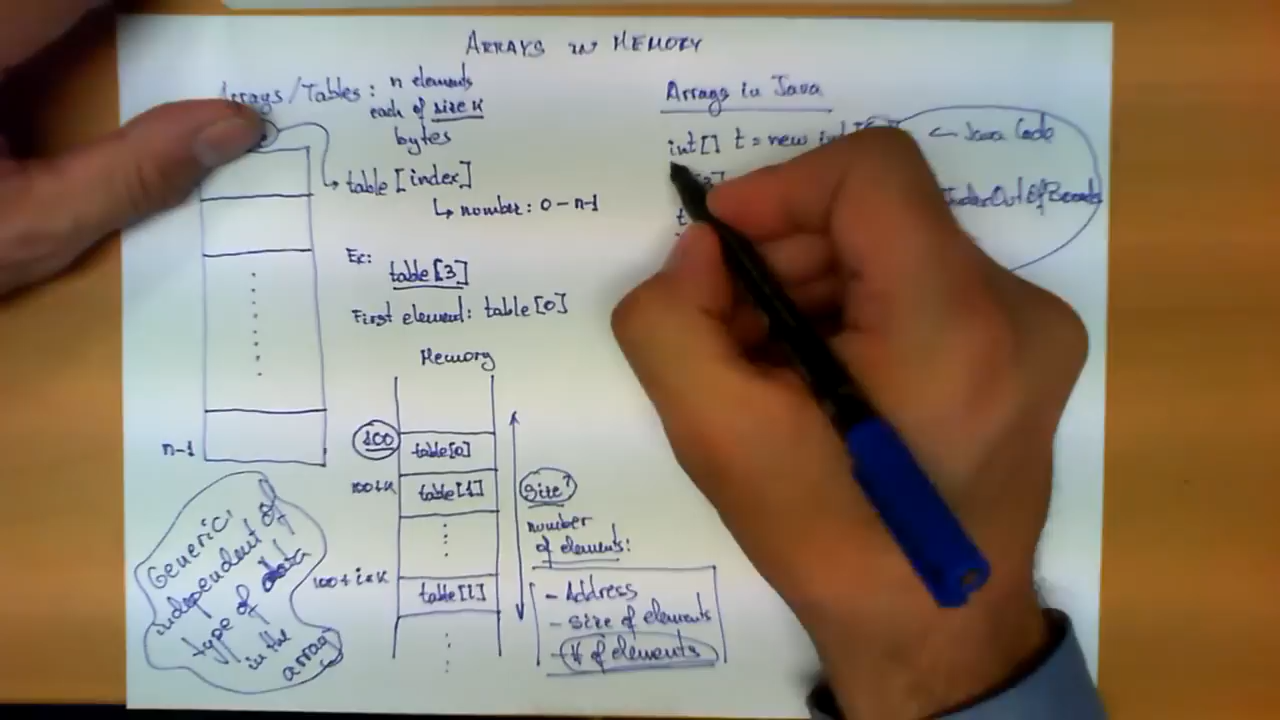 ARRAYS IN MEMORY
Arrays/Tables: n elements
each of size k
bytes
table[index]
↳ number: 0 - n-1
Ex:
table[3]
First element: table[0]
n-1
Memory
100
table[0]
100+k
table[1]
100+i*k
table[i]
Size?
number
of elements:
- Address
- Size of elements
- # of elements
Generic:
independent of
type of data
in the
array
Arrays in Java
int[] t = new
← Java Code
t
IndexOutOfBounds